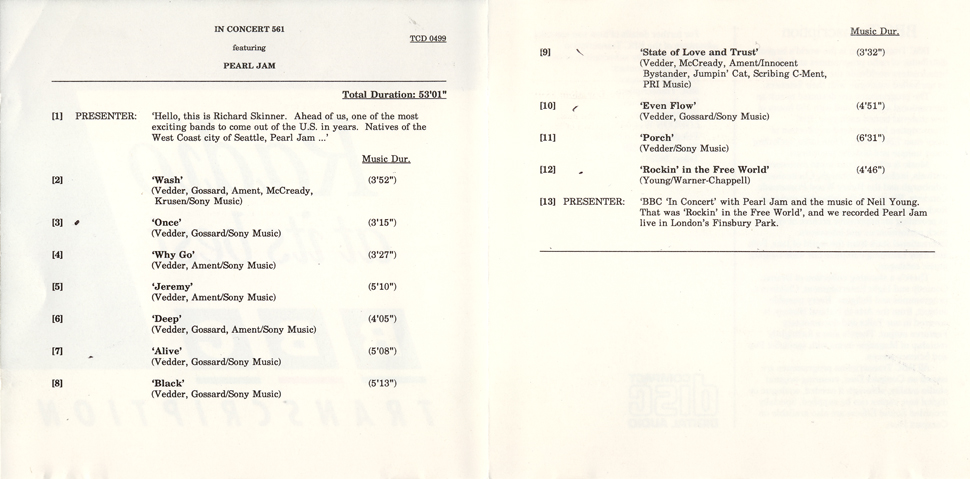 IN CONCERT 561
TCD 0499
featuring
PEARL JAM
Total Duration: 53'01"
[1] PRESENTER: 'Hello, this is Richard Skinner. Ahead of us, one of the most
exciting bands to come out of the U.S. in years. Natives of the
West Coast city of Seattle, Pearl Jam ...'
Music Dur.
[2] 'Wash' (3'52")
(Vedder, Gossard, Ament, McCready,
Krusen/Sony Music)
[3] 'Once' (3'15")
(Vedder, Gossard/Sony Music)
[4] 'Why Go' (3'27")
(Vedder, Ament/Sony Music)
[5] 'Jeremy' (5'10")
(Vedder, Ament/Sony Music)
[6] 'Deep' (4'05")
(Vedder, Gossard, Ament/Sony Music)
[7] 'Alive' (5'08")
(Vedder, Gossard/Sony Music)
[8] 'Black' (5'13")
(Vedder, Gossard/Sony Music)
Music Dur.
[9] 'State of Love and Trust' (3'32")
(Vedder, McCready, Ament/Innocent
Bystander, Jumpin' Cat, Scribing C-Ment,
PRI Music)
[10] 'Even Flow' (4'51")
(Vedder, Gossard/Sony Music)
[11] 'Porch' (6'31")
(Vedder/Sony Music)
[12] 'Rockin' in the Free World' (4'46")
(Young/Warner-Chappell)
[13] PRESENTER: 'BBC 'In Concert' with Pearl Jam and the music of Neil Young.
That was 'Rockin' in the Free World', and we recorded Pearl Jam
live in London's Finsbury Park.